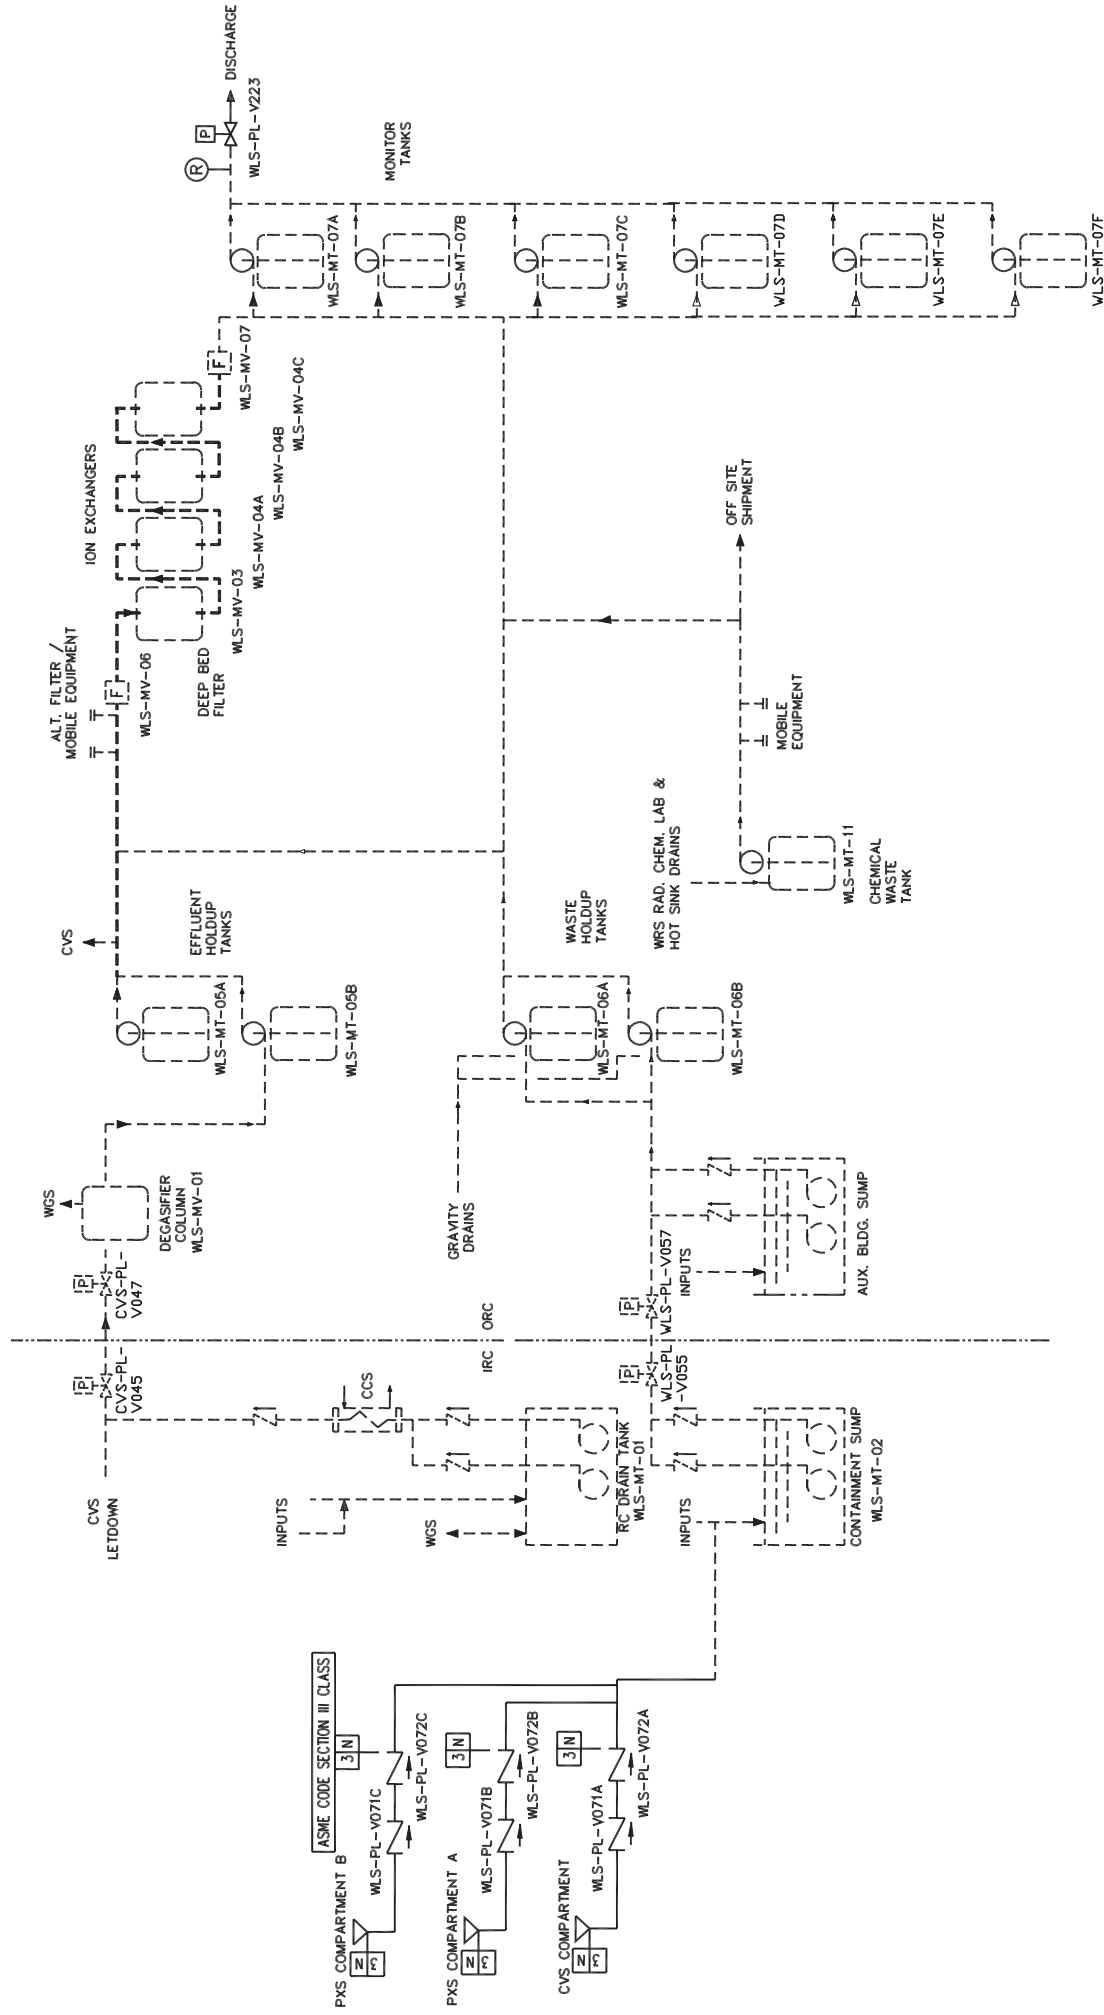 PXS COMPARTMENT B
3
N
ASME CODE SECTION III CLASS
3
N
WLS-PL-V071C
WLS-PL-V072C
PXS COMPARTMENT A
3
N
3
N
WLS-PL-V071B
WLS-PL-V072B
CVS COMPARTMENT
3
N
3
N
WLS-PL-V071A
WLS-PL-V072A
CVS
LETDOWN
P
CVS-PL-
V045
P
CVS-PL-
V047
WGS
DEGASIFIER
COLUMN
WLS-MV-01
INPUTS
CCS
WGS
RC DRAIN TANK
WLS-MT-01
IRC
ORC
INPUTS
CONTAINMENT SUMP
WLS-MT-02
P
WLS-PL
-V055
P
WLS-PL-V057
INPUTS
AUX. BLDG. SUMP
GRAVITY
DRAINS
CVS
WLS-MT-05A
WLS-MT-05B
EFFLUENT
HOLDUP
TANKS
WLS-MT-06A
WLS-MT-06B
WASTE
HOLDUP
TANKS
WRS RAD. CHEM. LAB &
HOT SINK DRAINS
WLS-MT-11
CHEMICAL
WASTE
TANK
MOBILE
EQUIPMENT
OFF SITE
SHIPMENT
ALT. FILTER /
MOBILE EQUIPMENT
F
WLS-MV-06
DEEP BED
FILTER
WLS-MV-03
ION EXCHANGERS
WLS-MV-04A
WLS-MV-04B
WLS-MV-04C
F
WLS-MV-07
WLS-MT-07A
WLS-MT-07B
WLS-MT-07C
WLS-MT-07D
WLS-MT-07E
WLS-MT-07F
MONITOR
TANKS
R
P
WLS-PL-V223
DISCHARGE